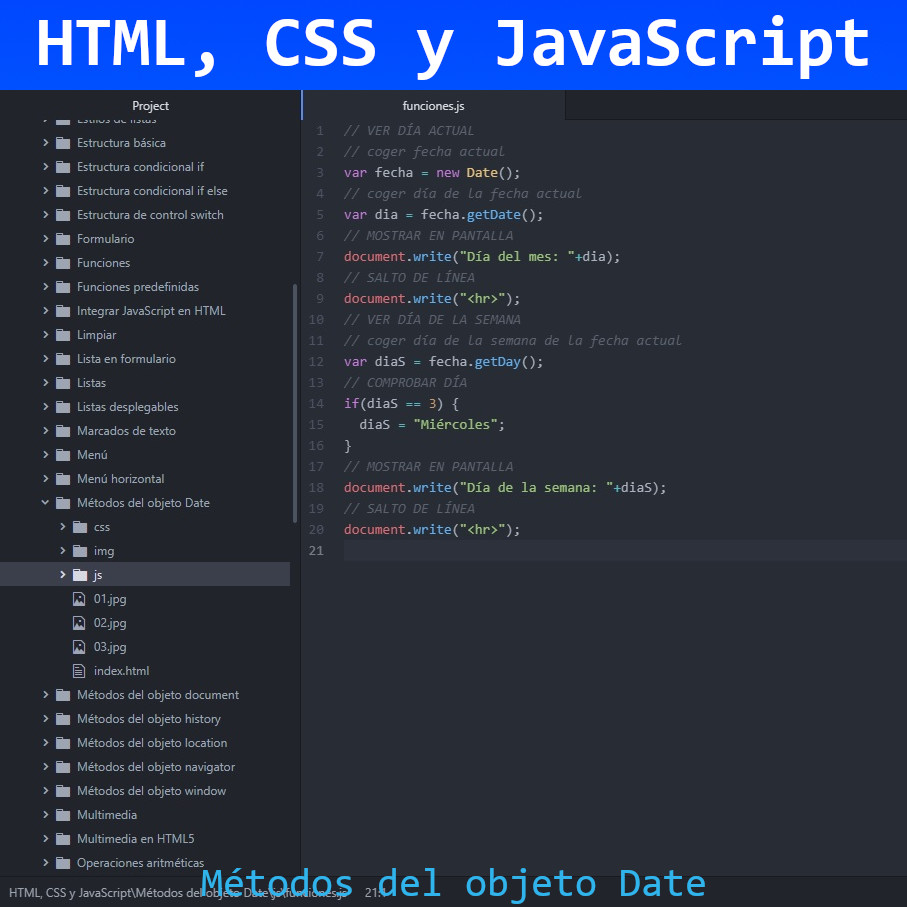 HTML, CSS y JavaScript
Project
Estilos de listas
Estructura básica
Estructura condicional if
Estructura condicional if else
Estructura de control switch
Formulario
Funciones
Funciones predefinidas
Integrar JavaScript en HTML
Limpiar
Lista en formulario
Listas
Listas desplegables
Marcados de texto
Menú
Menú horizontal
Métodos del objeto Date
css
img
js
01.jpg
02.jpg
03.jpg
index.html
Métodos del objeto document
Métodos del objeto history
Métodos del objeto location
Métodos del objeto navigator
Métodos del objeto window
Multimedia
Multimedia en HTML5
Operaciones aritméticas
funciones.js
1 // VER DÍA ACTUAL
2 // coger fecha actual
3 var fecha = new Date();
4 // coger día de la fecha actual
5 var dia = fecha.getDate();
6 // MOSTRAR EN PANTALLA
7 document.write("Día del mes: "+dia);
8 // SALTO DE LÍNEA
9 document.write("<hr>");
10 // VER DÍA DE LA SEMANA
11 // coger día de la semana de la fecha actual
12 var diaS = fecha.getDay();
13 // COMPROBAR DÍA
14 if(diaS == 3) {
15 diaS = "Miércoles";
16 }
17 // MOSTRAR EN PANTALLA
18 document.write("Día de la semana: "+diaS);
19 // SALTO DE LÍNEA
20 document.write("<hr>");
21
HTML, CSS y JavaScript\Métodos del objeto Date\js\funciones.js 21:1
Métodos del objeto Date